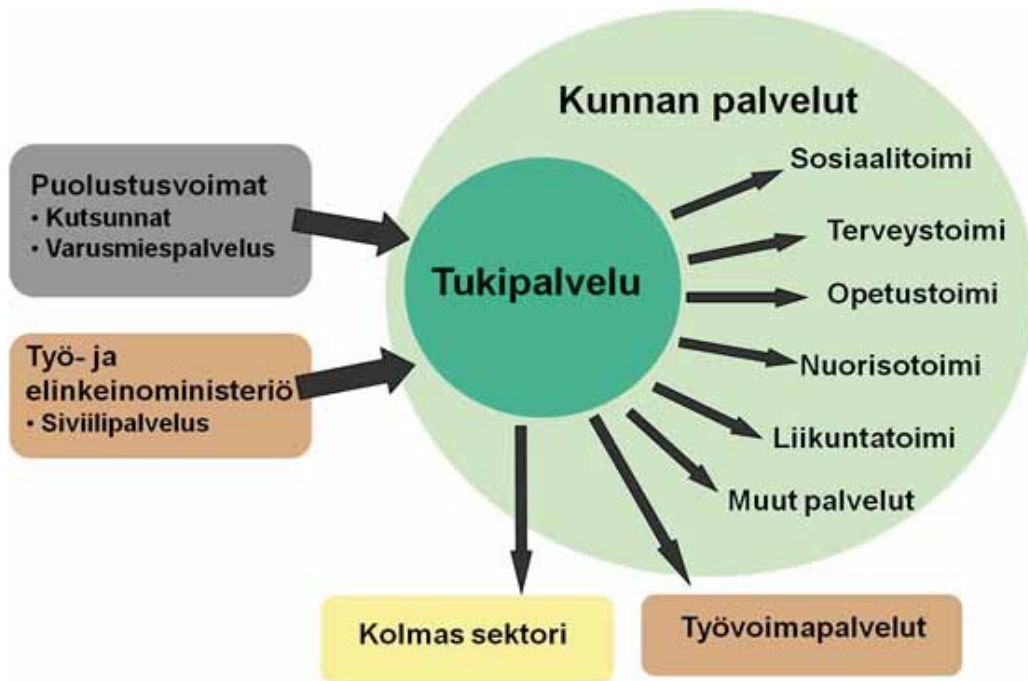 Kunnan palvelut
Puolustusvoimat
• Kutsunnat
• Varusmiespalvelus
Työ- ja
elinkeinoministeriö
• Siviilipalvelus
Tukipalvelu
Sosiaalitoimi
Terveystoimi
Opetustoimi
Nuorisotoimi
Liikuntatoimi
Muut palvelut
Kolmas sektori
Työvoimapalvelut